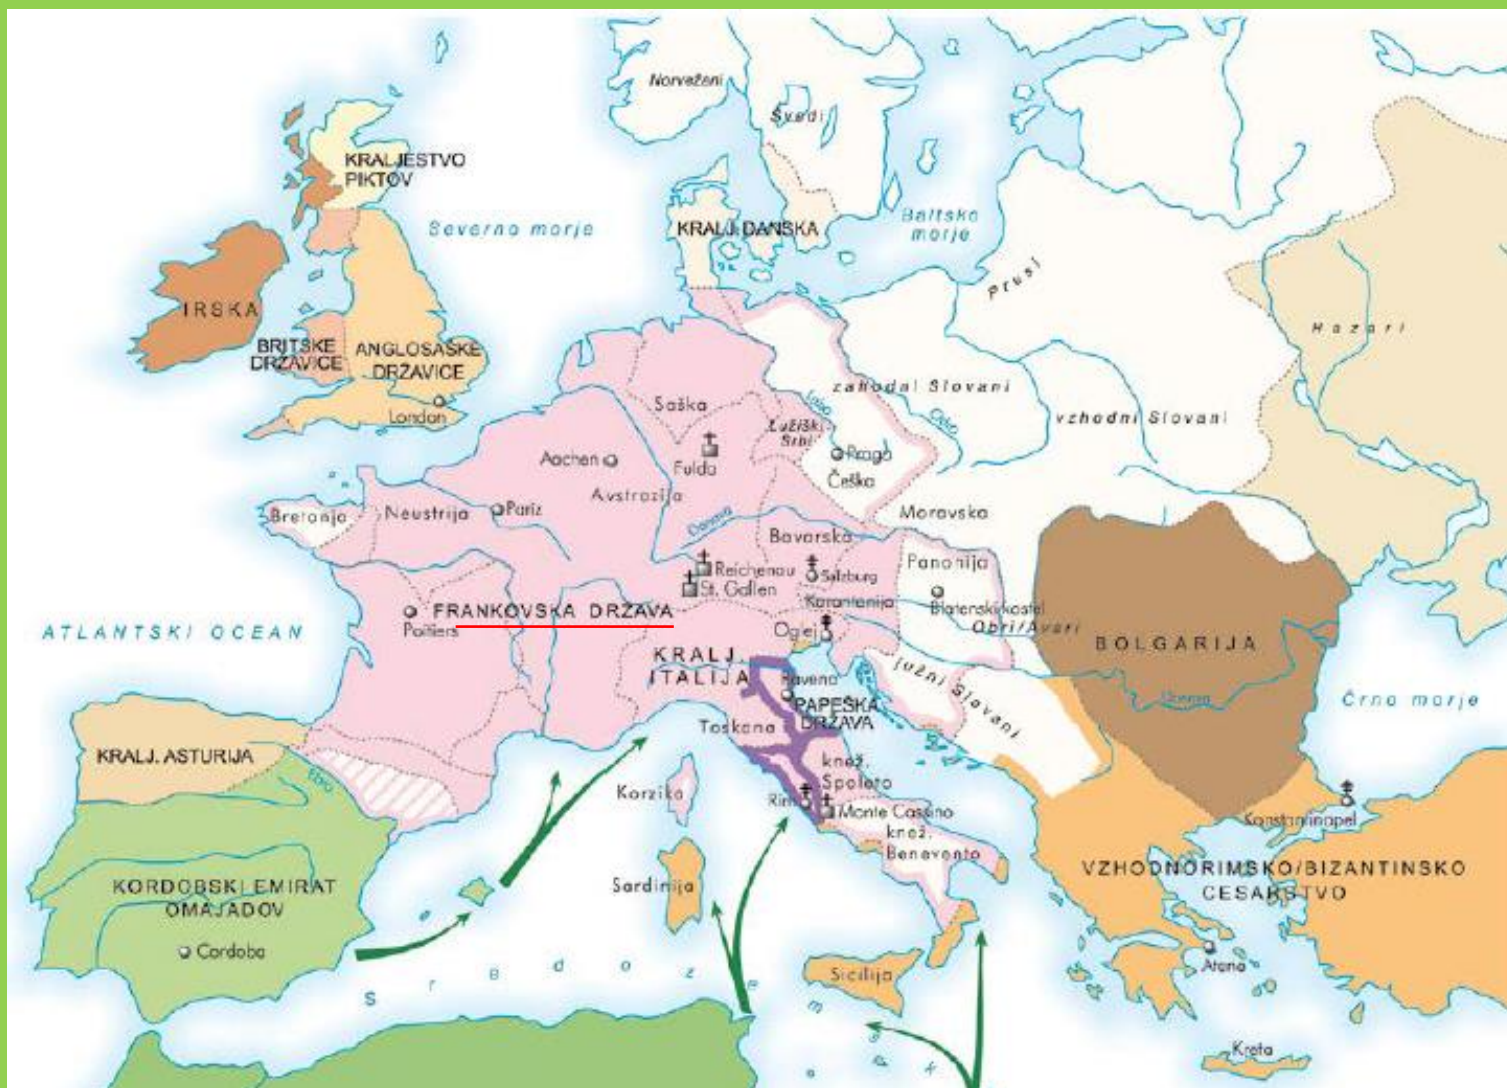 Norvežani
Švedi
KRALJESTVO
PIKTOV
Severno morje
KRALJ. DANSKA
Baltsko
morje
Prusi
IRSKA
BRITSKE
DRŽAVICE
ANGLOSAŠKE
DRŽAVICE
London
Hazari
zahodni Slovani
vzhodni Slovani
Laba
Odra
Saška
Lužiški
Srbi
Aachen
Fulda
Praga
Češka
Avstrazija
Bretanja
Neustrija
Pariz
Moravska
Donava
Bavarska
Panonija
Reichenau
St. Gallen
Salzburg
Karantanija
Blatenski kostel
Obri/Avari
FRANKOVSKA DRŽAVA
Poitiers
ATLANTSKI OCEAN
Oglej
BOLGARIJA
KRALJ.
ITALIJA
južni Slovani
Ravena
Donava
Črno morje
PAPEŠKA
DRŽAVA
Toskana
KRALJ. ASTURIJA
Ebro
knež.
Spoleto
Korzika
Rim
Monte Cassino
knež.
Benevento
Konstantinopel
KORDOBSKI EMIRAT
OMAJADOV
Sardinija
VZHODNORIMSKO/BIZANTINSKO
CESARSTVO
Cordoba
Atene
Sicilija
Kreta